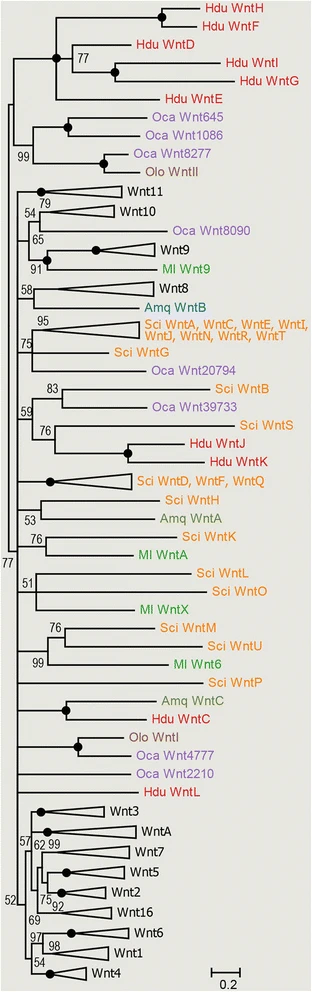 Hdu WntH
Hdu WntF
Hdu WntD
77
Hdu WntI
Hdu WntG
Hdu WntE
Oca Wnt645
Oca Wnt1086
99
Oca Wnt8277
Olo WntII
Wnt11
79
Wnt10
54
Oca Wnt8090
65
Wnt9
91
Ml Wnt9
58
Wnt8
Amq WntB
95
Sci WntA, WntC, WntE, WntI,
WntJ, WntN, WntR, WntT
75
Sci WntG
Oca Wnt20794
83
Sci WntB
59
Oca Wnt39733
76
Sci WntS
Hdu WntJ
Hdu WntK
Sci WntD, WntF, WntQ
Sci WntH
53
Amq WntA
76
Sci WntK
Ml WntA
77
51
Sci WntL
Sci WntO
Ml WntX
76
Sci WntM
Sci WntU
99
Ml Wnt6
Sci WntP
Amq WntC
Hdu WntC
Olo WntI
Oca Wnt4777
Oca Wnt2210
Hdu WntL
Wnt3
57
WntA
62 99
Wnt7
Wnt5
52
75
Wnt2
92
69
Wnt16
97
Wnt6
98
Wnt1
54
Wnt4
0.2